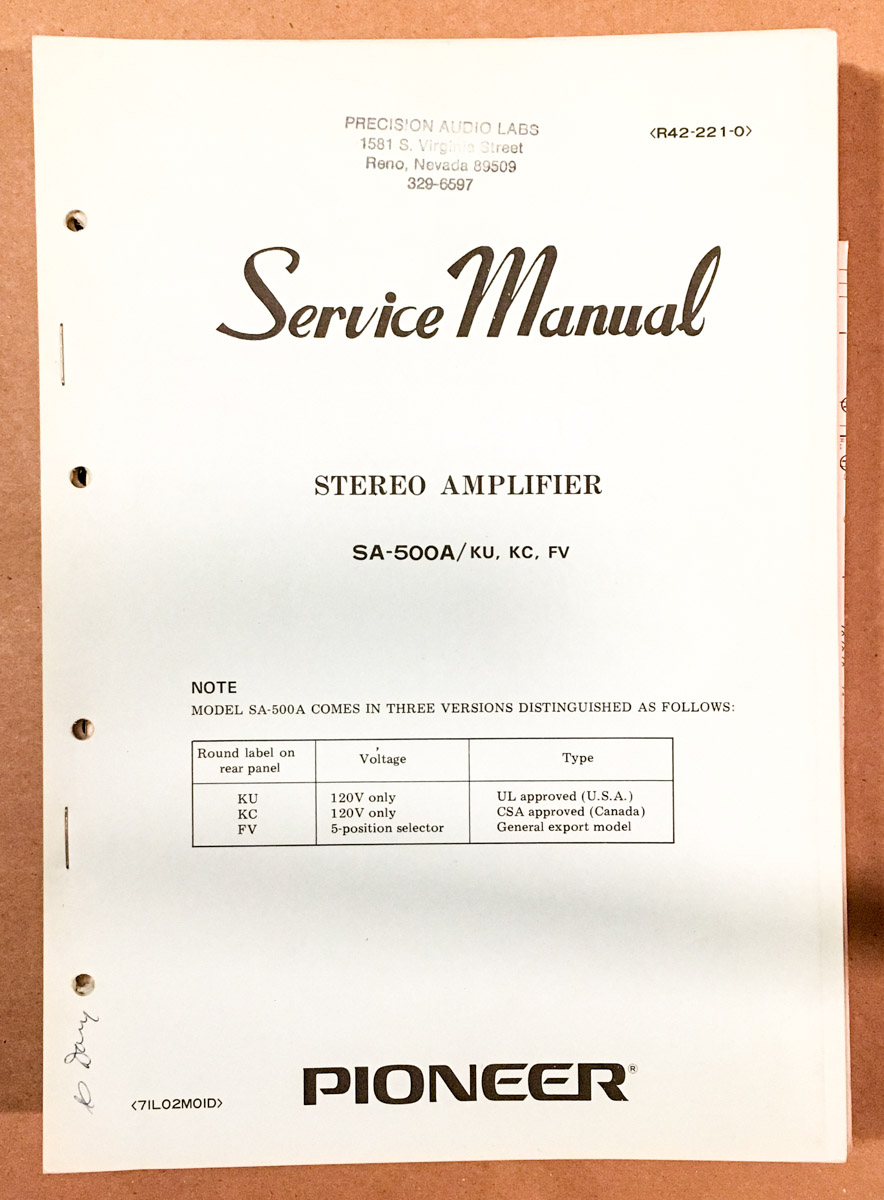 PRECISION AUDIO LABS
1581 S. Virginia Street
Reno, Nevada 89509
329-6597
<R42-221-0>
Service Manual
STEREO AMPLIFIER
SA-500A/KU, KC, FV
NOTE
MODEL SA-500A COMES IN THREE VERSIONS DISTINGUISHED AS FOLLOWS:
Round label on rear panel Voltage Type
KU 120V only UL approved (U.S.A.)
KC 120V only CSA approved (Canada)
FV 5-position selector General export model
<71L02M01D>
PIONEER®